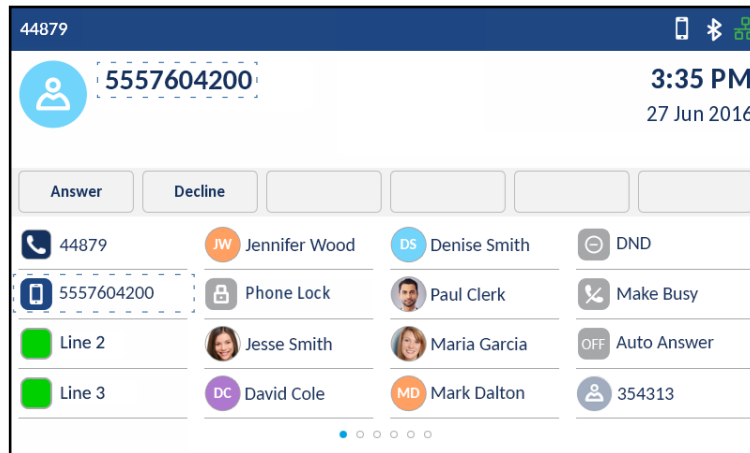 44879
5557604200
3:35 PM
27 Jun 2016
Answer Decline
44879 JW Jennifer Wood DS Denise Smith DND
5557604200 Phone Lock Paul Clerk Make Busy
Line 2 Jesse Smith Maria Garcia OFF Auto Answer
Line 3 DC David Cole MD Mark Dalton 354313